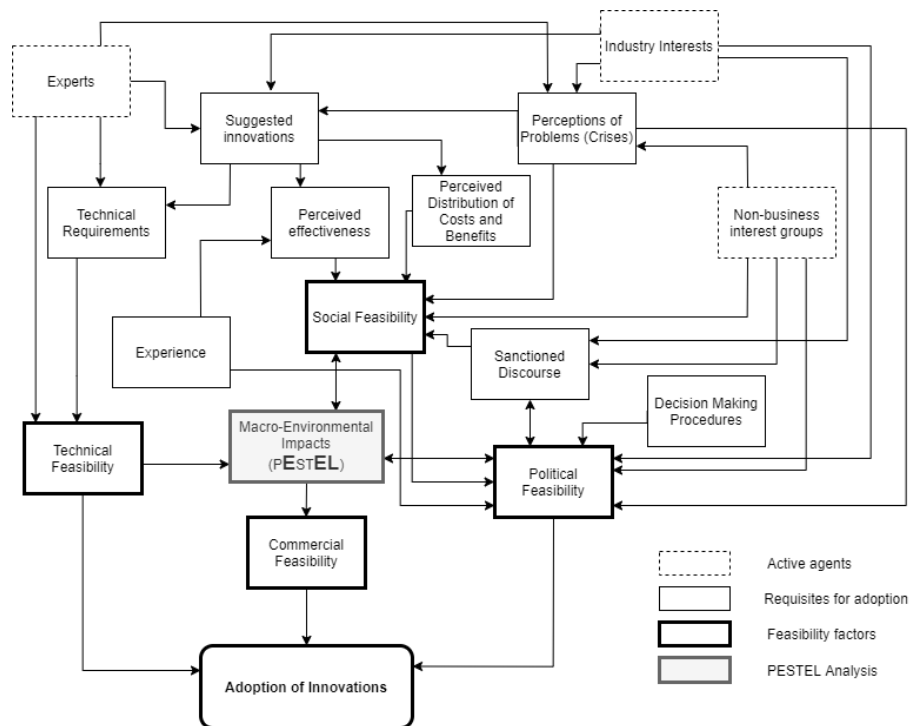 Industry Interests
Experts
Suggested
innovations
Perceptions of
Problems (Crises)
Perceived
Distribution of
Costs and
Benefits
Technical
Requirements
Perceived
effectiveness
Non-business
interest groups
Social Feasibility
Experience
Sanctioned
Discourse
Decision Making
Procedures
Technical
Feasibility
Macro-Environmental
Impacts
(PESTEL)
Political
Feasibility
Commercial
Feasibility
Active agents
Requisites for adoption
Feasibility factors
PESTEL Analysis
Adoption of Innovations